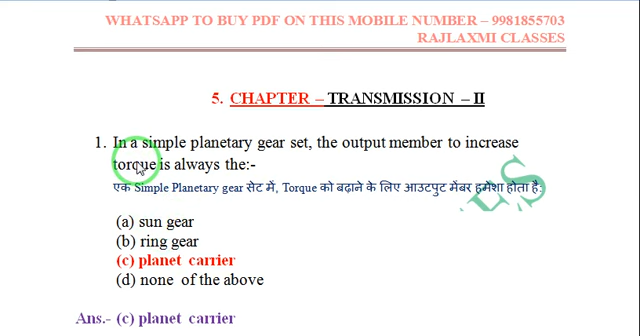 WHATSAPP TO BUY PDF ON THIS MOBILE NUMBER – 9981855703
RAJLAXMI CLASSES
5. CHAPTER – TRANSMISSION – II
1. In a simple planetary gear set, the output member to increase
torque is always the:-
एक Simple Planetary gear सेट में, Torque को बढ़ाने के लिए आउटपुट मेंबर हमेंशा होता है:
(a) sun gear
(b) ring gear
(c) planet carrier
(d) none of the above
Ans.- (c) planet carrier